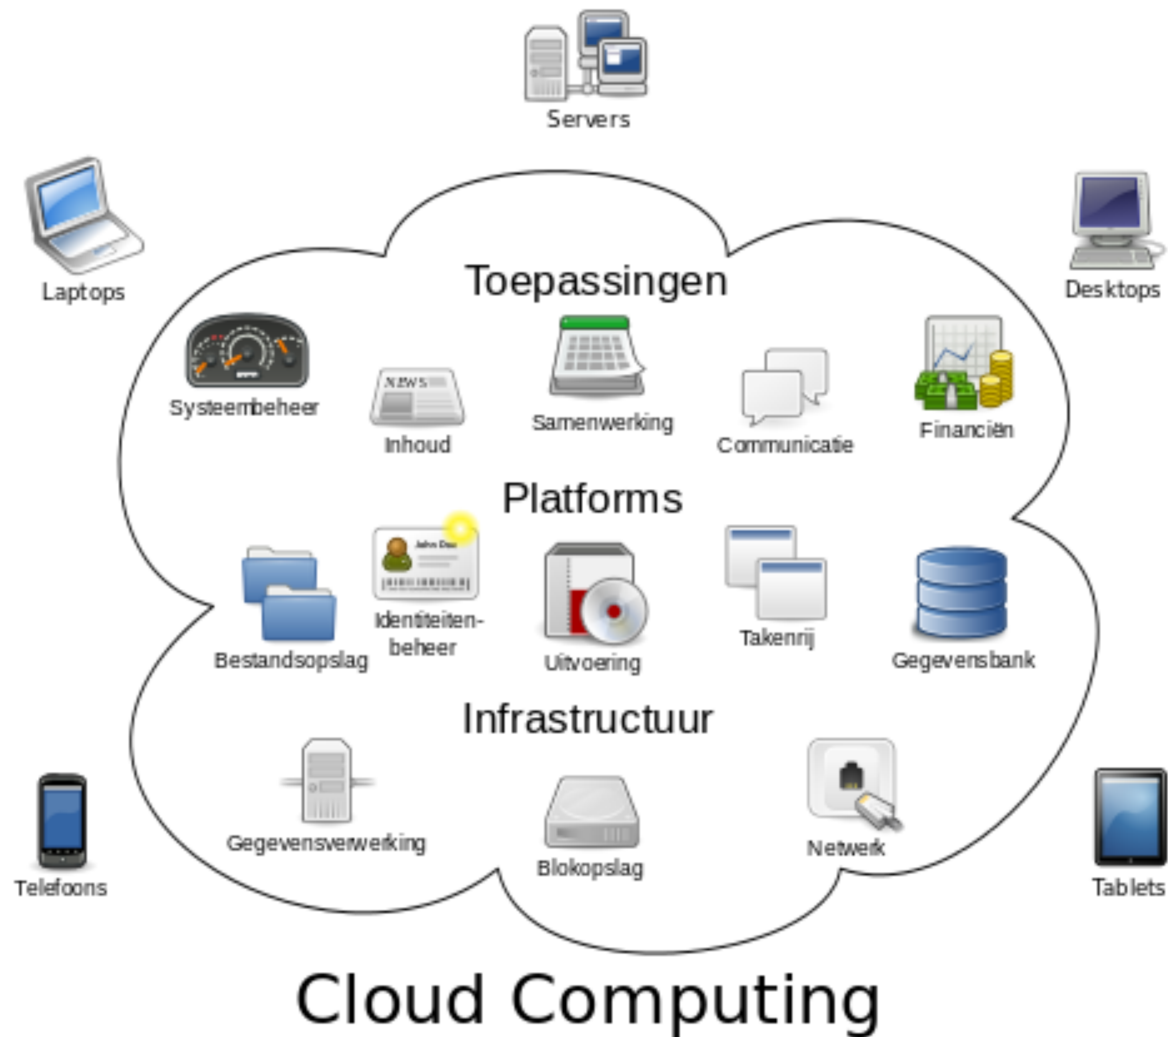 Servers
Laptops
Desktops
Toepassingen
Systeembeheer
NEWS
Inhoud
Samenwerking
Communicatie
Financiën
Platforms
Bestandsopslag
Identiteiten-
beheer
Uitvoering
Takenrij
Gegevensbank
Infrastructuur
Gegevensverwerking
Blokopslag
Netwerk
Telefoons
Tablets
Cloud Computing